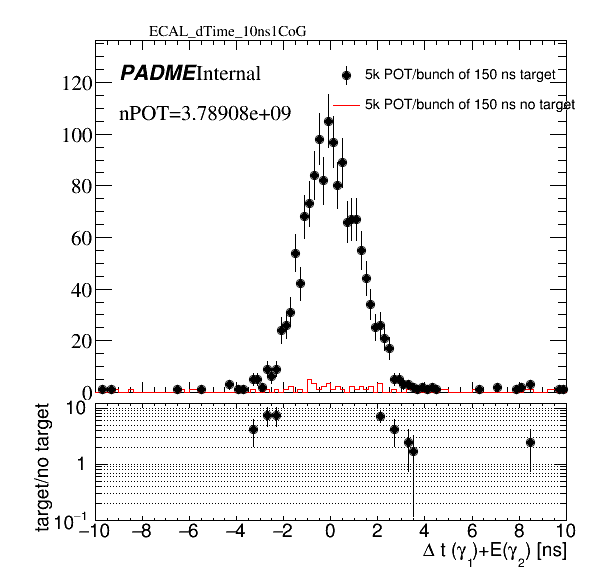 ECAL_dTime_10ns1CoG
PADME Internal
5k POT/bunch of 150 ns target
5k POT/bunch of 150 ns no target
nPOT=3.78908e+09
120
100
80
60
40
20
0
target/no target
10
1
10⁻¹
−10 −8 −6 −4 −2 0 2 4 6 8 10
Δ t (γ₁)+E(γ₂) [ns]